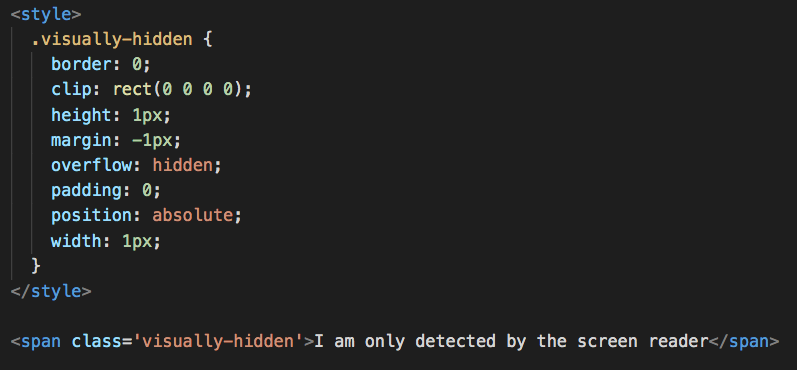 <style>
.visually-hidden {
border: 0;
clip: rect(0 0 0 0);
height: 1px;
margin: -1px;
overflow: hidden;
padding: 0;
position: absolute;
width: 1px;
}
</style>
<span class='visually-hidden'>I am only detected by the screen reader</span>